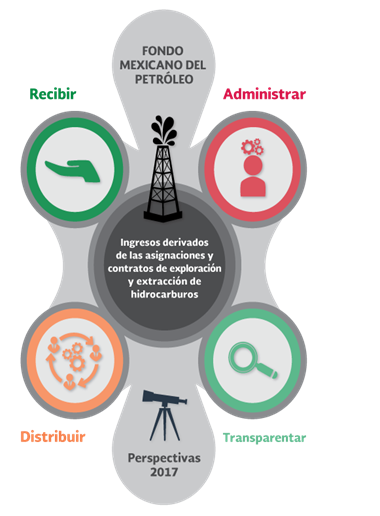 FONDO
MEXICANO DEL
PETRÓLEO
Recibir
Administrar
Ingresos derivados
de las asignaciones y
contratos de exploración
y extracción de
hidrocarburos
Distribuir
Transparentar
Perspectivas
2017